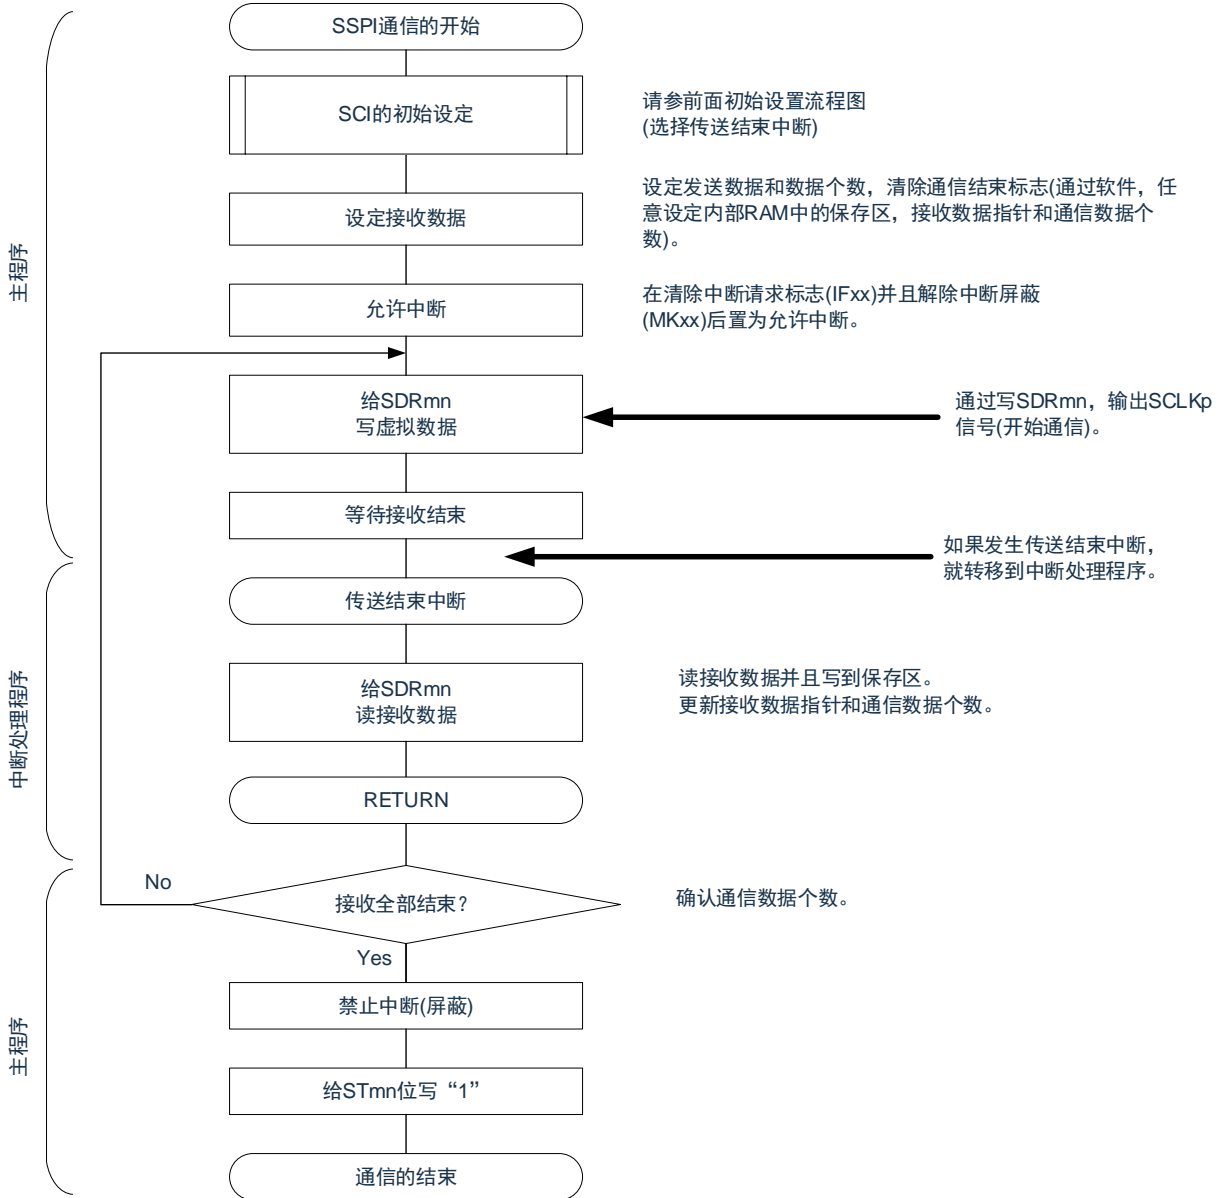 SSPI通信的开始
SCI的初始设定
请参前面初始设置流程图
(选择传送结束中断)
设定接收数据
设定发送数据和数据个数，清除通信结束标志(通过软件，任
意设定内部RAM中的保存区，接收数据指针和通信数据个
数)。
主程序
允许中断
在清除中断请求标志(IFxx)并且解除中断屏蔽
(MKxx)后置为允许中断。
给SDRmn
写虚拟数据
通过写SDRmn，输出SCLKp
信号(开始通信)。
等待接收结束
如果发生传送结束中断，
就转移到中断处理程序。
传送结束中断
中断处理程序
给SDRmn
读接收数据
读接收数据并且写到保存区。
更新接收数据指针和通信数据个数。
RETURN
No
接收全部结束？
确认通信数据个数。
Yes
禁止中断(屏蔽)
主程序
给STmn位写“1”
通信的结束